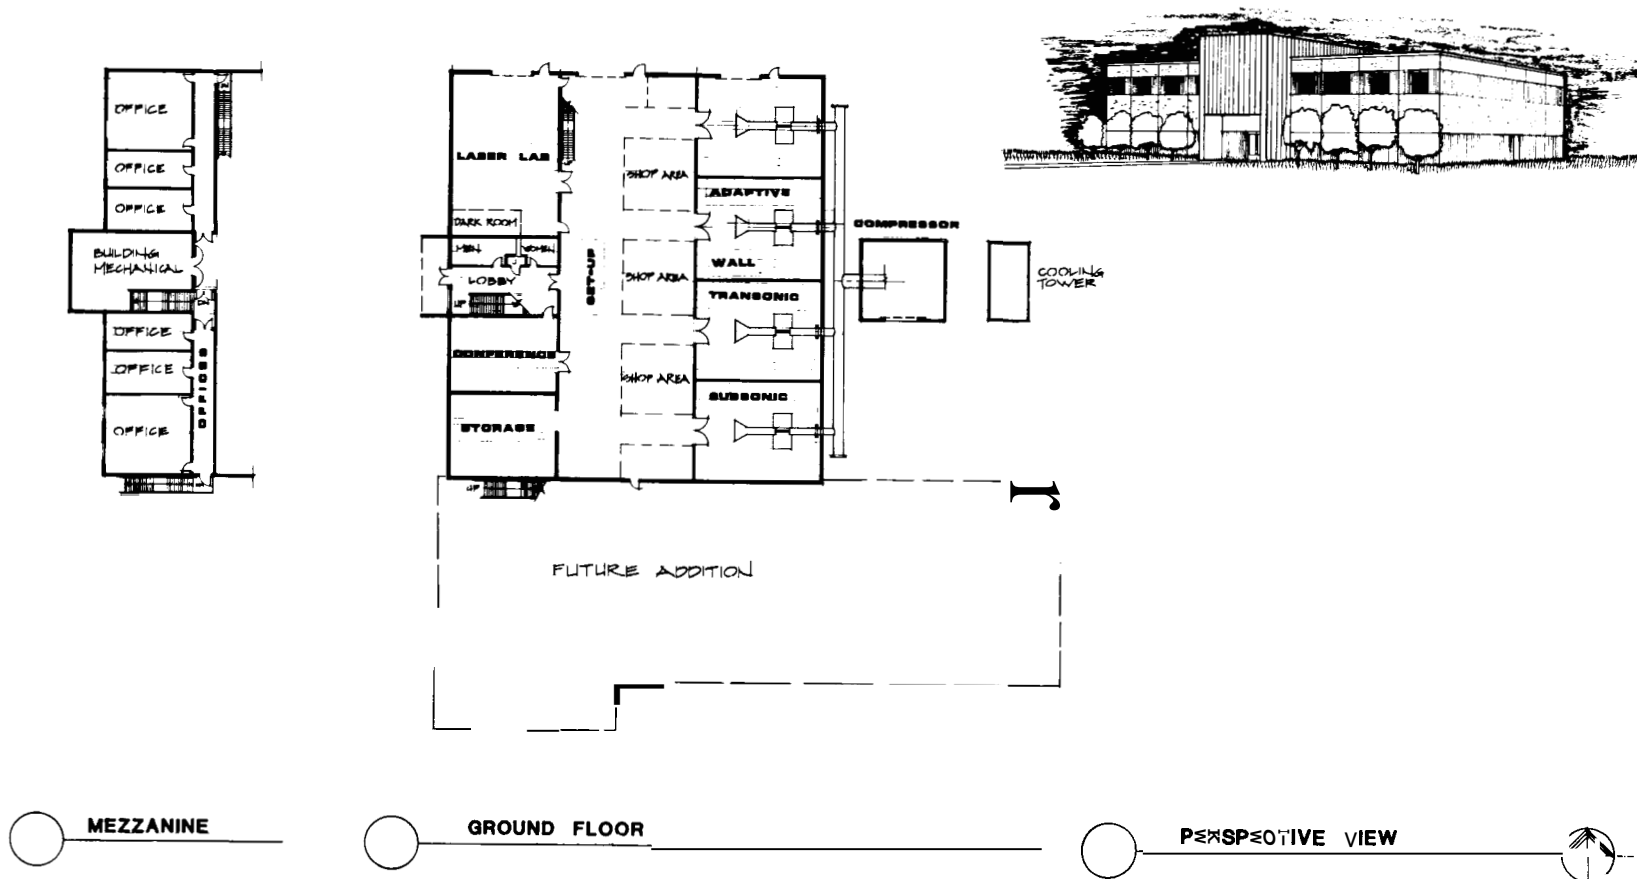 OFFICE
OFFICE
OFFICE
BUILDING
MECHANICAL
DN
OFFICE
OFFICE
OFFICE
OFFICES
LASER LAB
DARK ROOM
MEN
WOMEN
LOBBY
UP
CONFERENCE
STORAGE
UP
SET-UP
SHOP AREA
SHOP AREA
SHOP AREA
ADAPTIVE
WALL
TRANSONIC
SUBSONIC
COMPRESSOR
COOLING
TOWER
FUTURE ADDITION
MEZZANINE
GROUND FLOOR
PERSPECTIVE VIEW